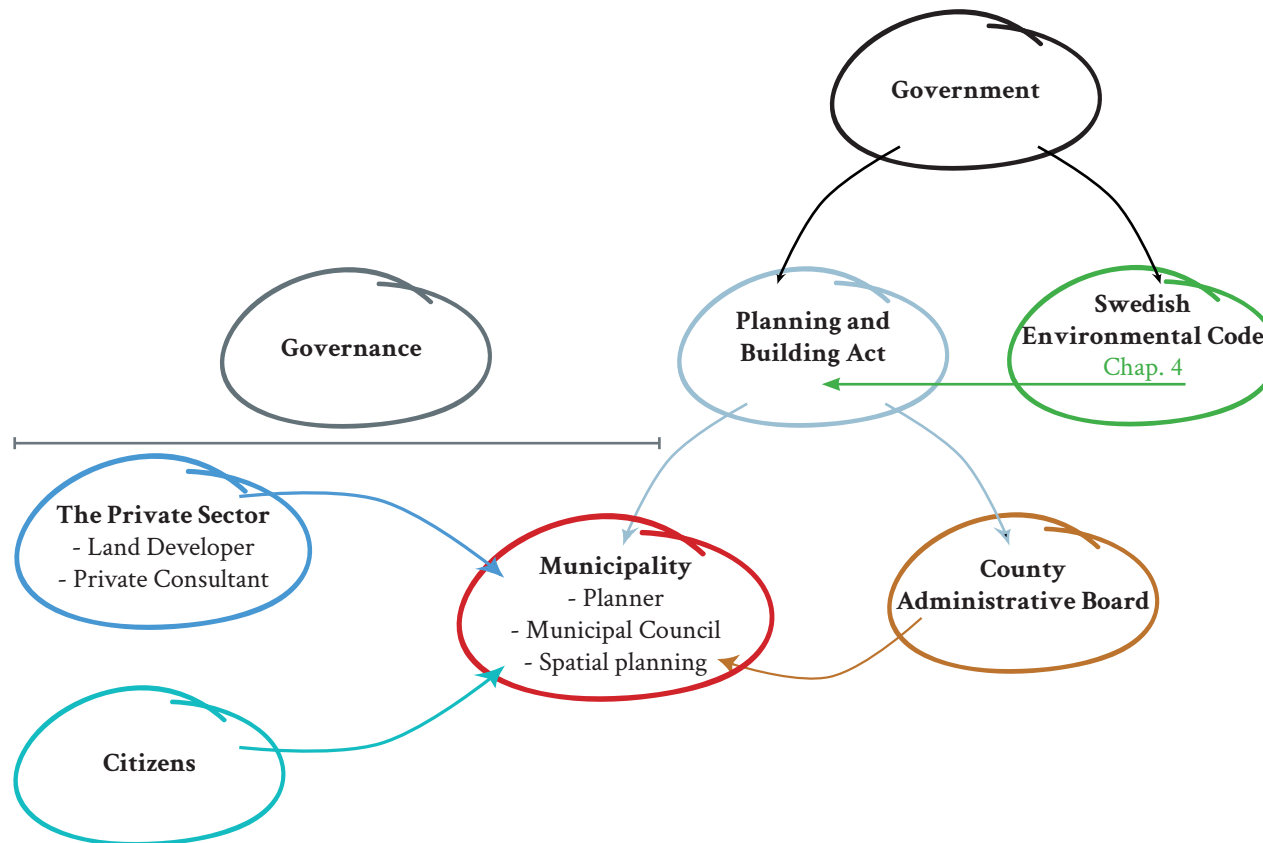 Government
Governance
Planning and
Building Act
Swedish
Environmental Code
Chap. 4
The Private Sector
- Land Developer
- Private Consultant
Municipality
- Planner
- Municipal Council
- Spatial planning
County
Administrative Board
Citizens